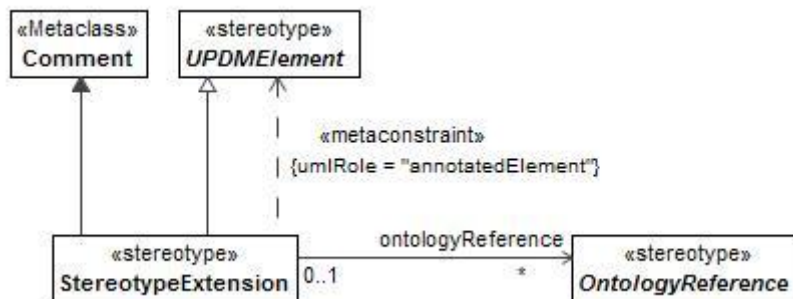 «Metaclass»
Comment
«stereotype»
UPDMElement
«metaconstraint»
{umlRole = "annotatedElement"}
«stereotype»
StereotypeExtension
ontologyReference
0..1
*
«stereotype»
OntologyReference